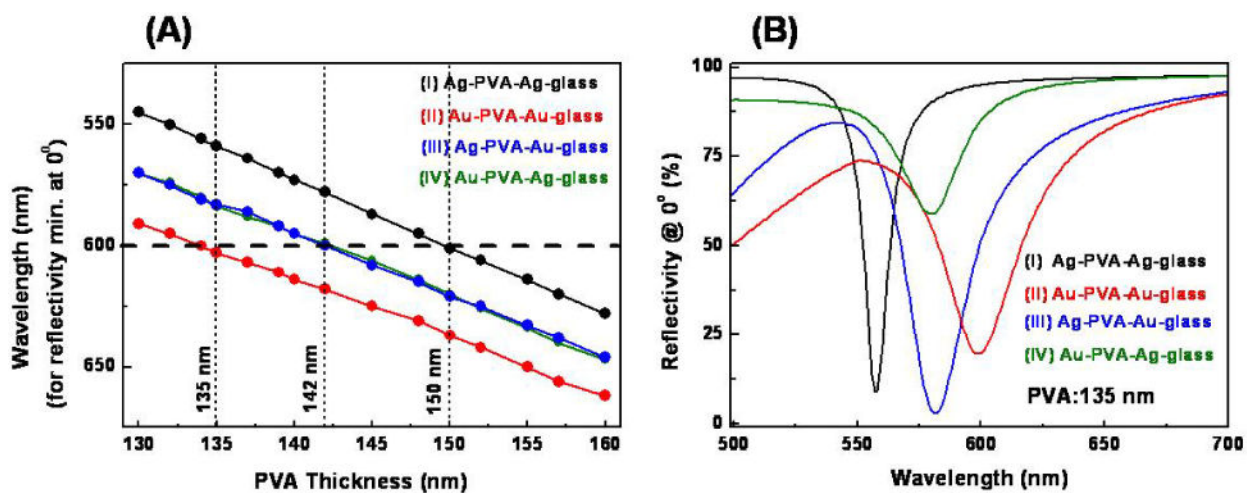 (A)
(I) Ag-PVA-Ag-glass
(II) Au-PVA-Au-glass
(III) Ag-PVA-Au-glass
(IV) Au-PVA-Ag-glass
Wavelength (nm)
(for reflectivity min. at 0⁰)
550
600
650
135 nm
142 nm
150 nm
130
135
140
145
150
155
160
PVA Thickness (nm)
(B)
Reflectivity @ 0° (%)
100
75
50
25
0
(I) Ag-PVA-Ag-glass
(II) Au-PVA-Au-glass
(III) Ag-PVA-Au-glass
(IV) Au-PVA-Ag-glass
PVA:135 nm
500
550
600
650
700
Wavelength (nm)